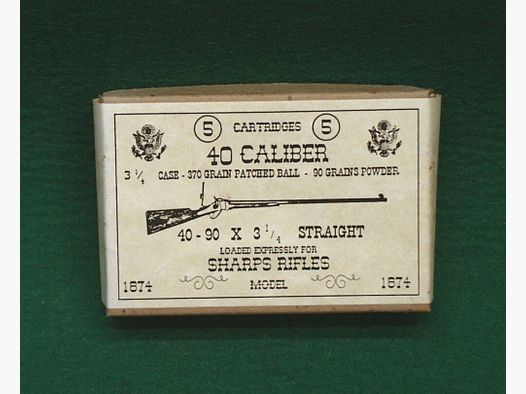 5 CARTRIDGES 5
40 CALIBER
3 1/4 CASE - 370 GRAIN PATCHED BALL - 90 GRAINS POWDER
40 - 90 X 3 1/4 STRAIGHT
LOADED EXPRESSLY FOR
SHARPS RIFLES
1874 MODEL 1874